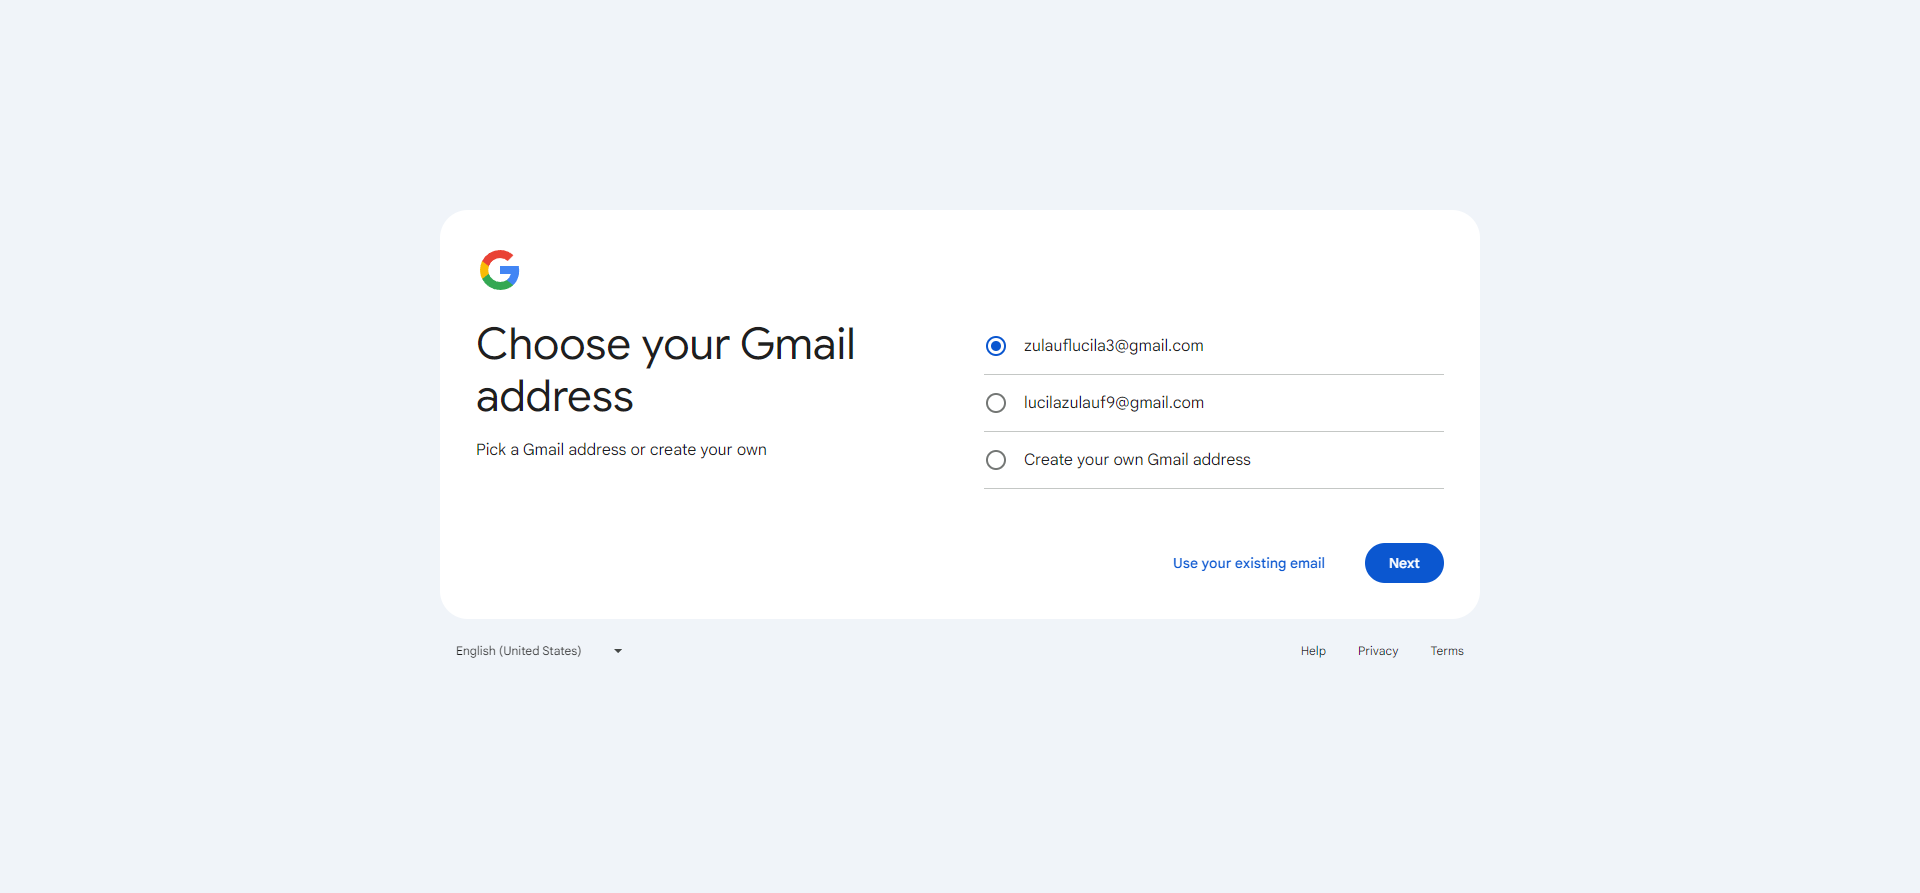 Choose your Gmail
address
Pick a Gmail address or create your own
zulauflucila3@gmail.com
lucilazulauf9@gmail.com
Create your own Gmail address
Use your existing email
Next
English (United States)
Help
Privacy
Terms